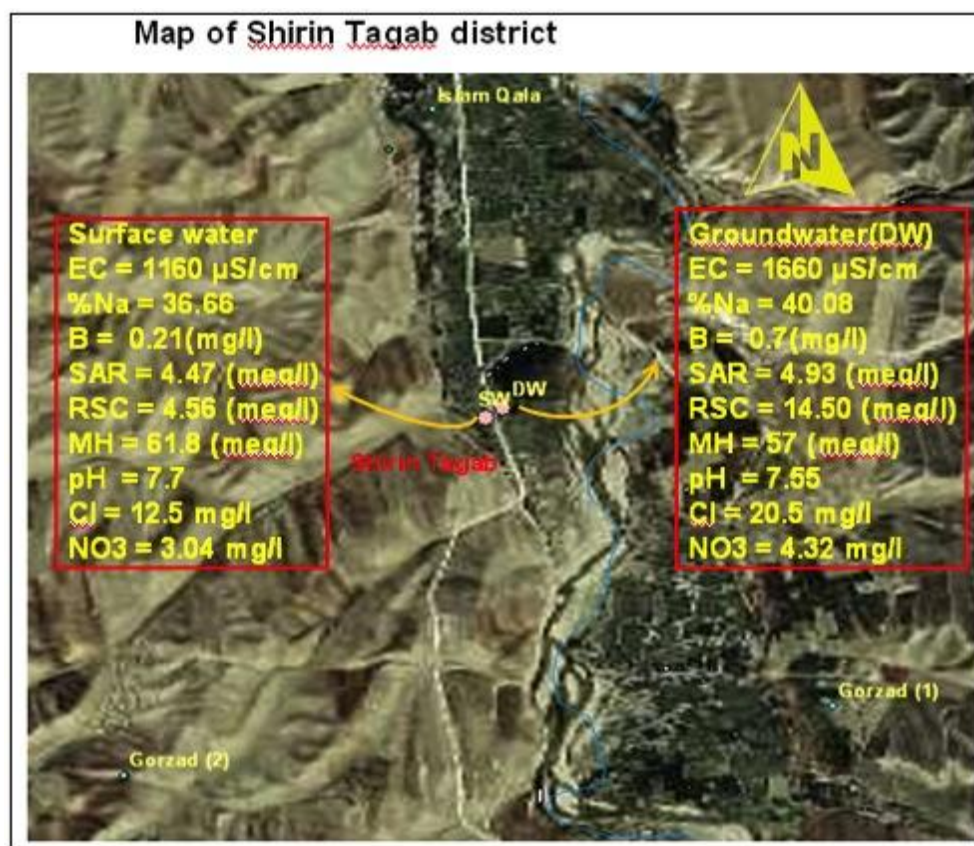 Map of Shirin Tagab district
Islam Qala
N
Surface water
EC = 1160 µS/cm
%Na = 36.66
B = 0.21(mg/l)
SAR = 4.47 (meq/l)
RSC = 4.56 (meq/l)
MH = 61.8 (meq/l)
pH = 7.7
Cl = 12.5 mg/l
NO3 = 3.04 mg/l
Groundwater(DW)
EC = 1660 µS/cm
%Na = 40.08
B = 0.7(mg/l)
SAR = 4.93 (meq/l)
RSC = 14.50 (meq/l)
MH = 57 (meq/l)
pH = 7.55
Cl = 20.5 mg/l
NO3 = 4.32 mg/l
SW DW
Shirin Tagab
Gorzad (1)
Gorzad (2)